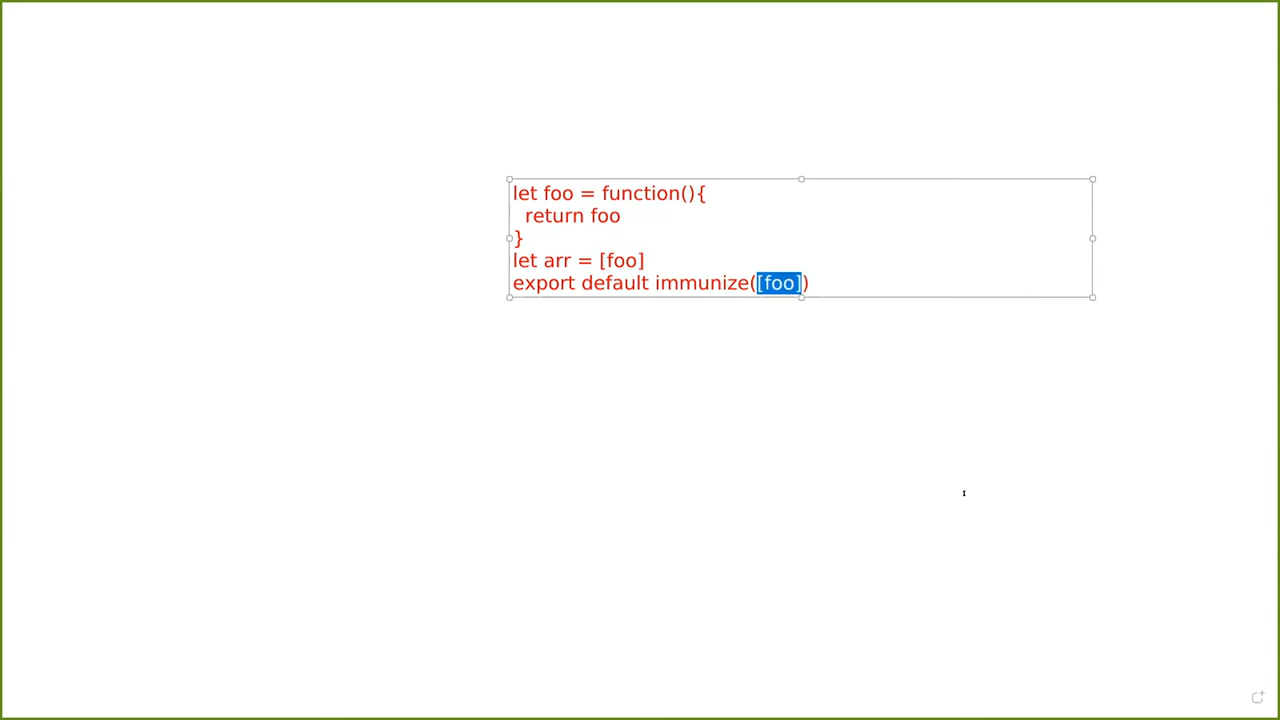 let foo = function(){
  return foo
}
let arr = [foo]
export default immunize([foo])